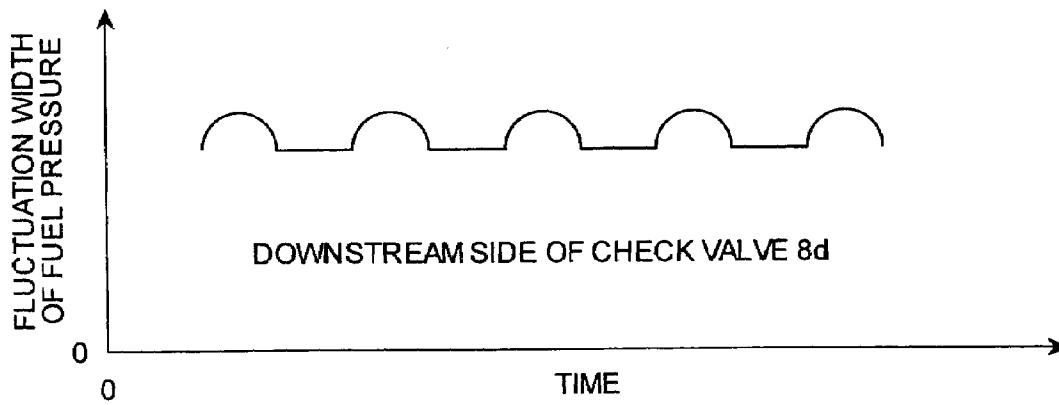 FLUCTUATION WIDTH
OF FUEL PRESSURE
DOWNSTREAM SIDE OF CHECK VALVE 8d
0
0
TIME